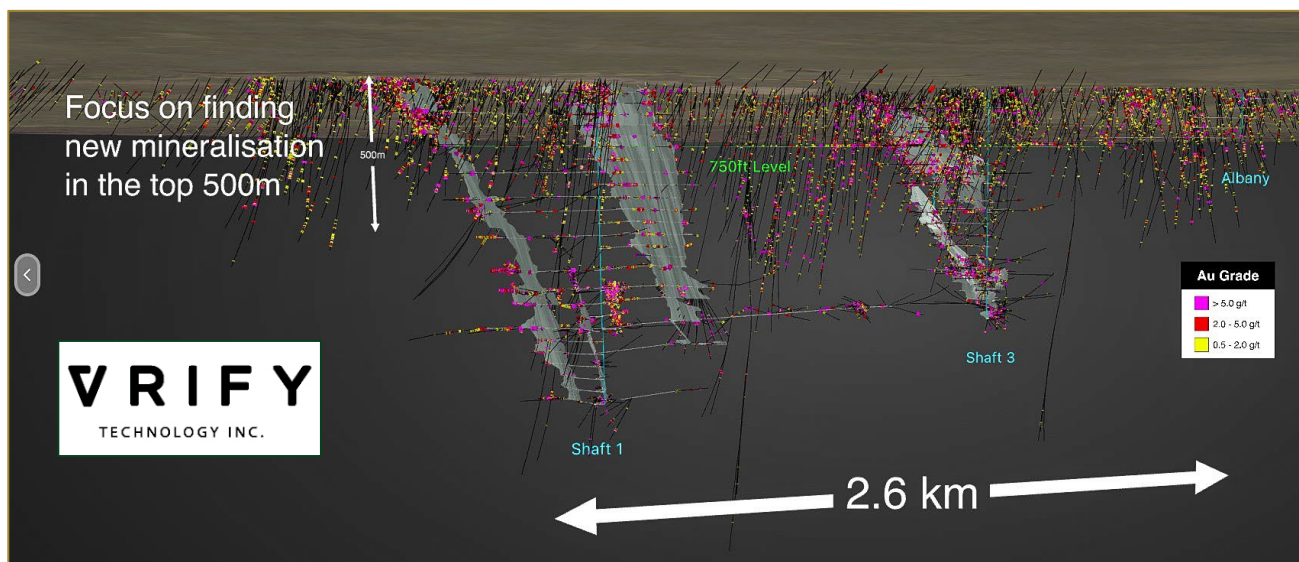 Focus on finding
new mineralisation
in the top 500m
500m
750ft Level
Albany
Au Grade
> 5.0 g/t
2.0 - 5.0 g/t
0.5 - 2.0 g/t
VRIFY
TECHNOLOGY INC.
Shaft 3
Shaft 1
2.6 km